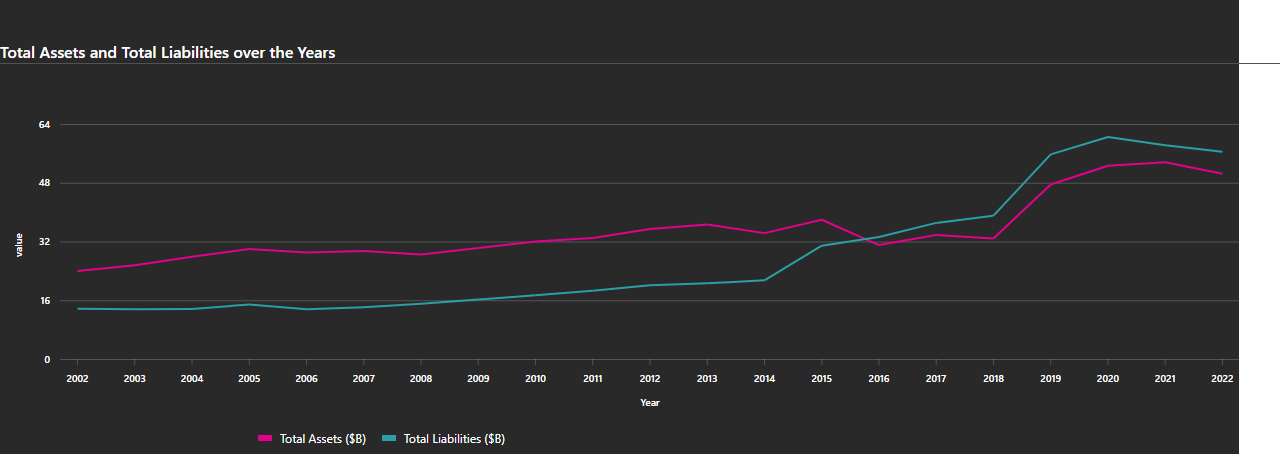 Total Assets and Total Liabilities over the Years
64
48
32
16
0
value
2002 2003 2004 2005 2006 2007 2008 2009 2010 2011 2012 2013 2014 2015 2016 2017 2018 2019 2020 2021 2022
Year
Total Assets ($B) Total Liabilities ($B)